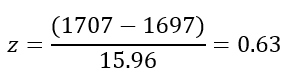 z = (1707 − 1697) / 15.96 = 0.63